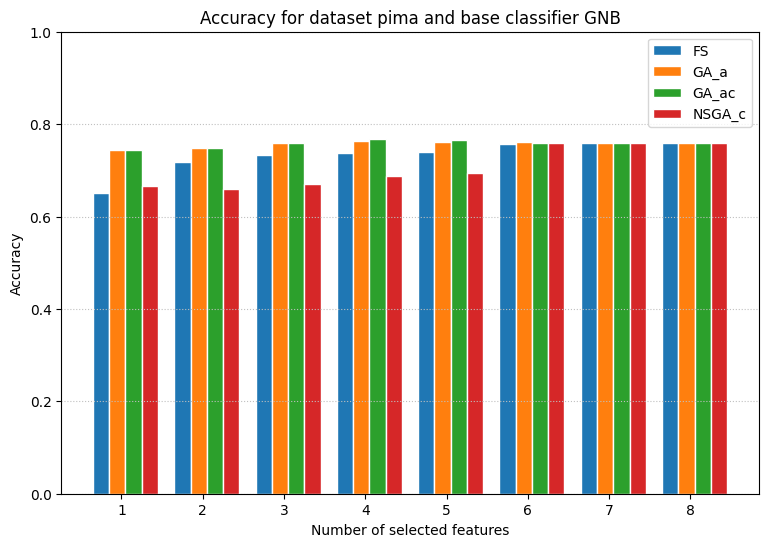 Accuracy for dataset pima and base classifier GNB
FS
GA_a
GA_ac
NSGA_c
1.0
0.8
0.6
0.4
0.2
0.0
Accuracy
1 2 3 4 5 6 7 8
Number of selected features